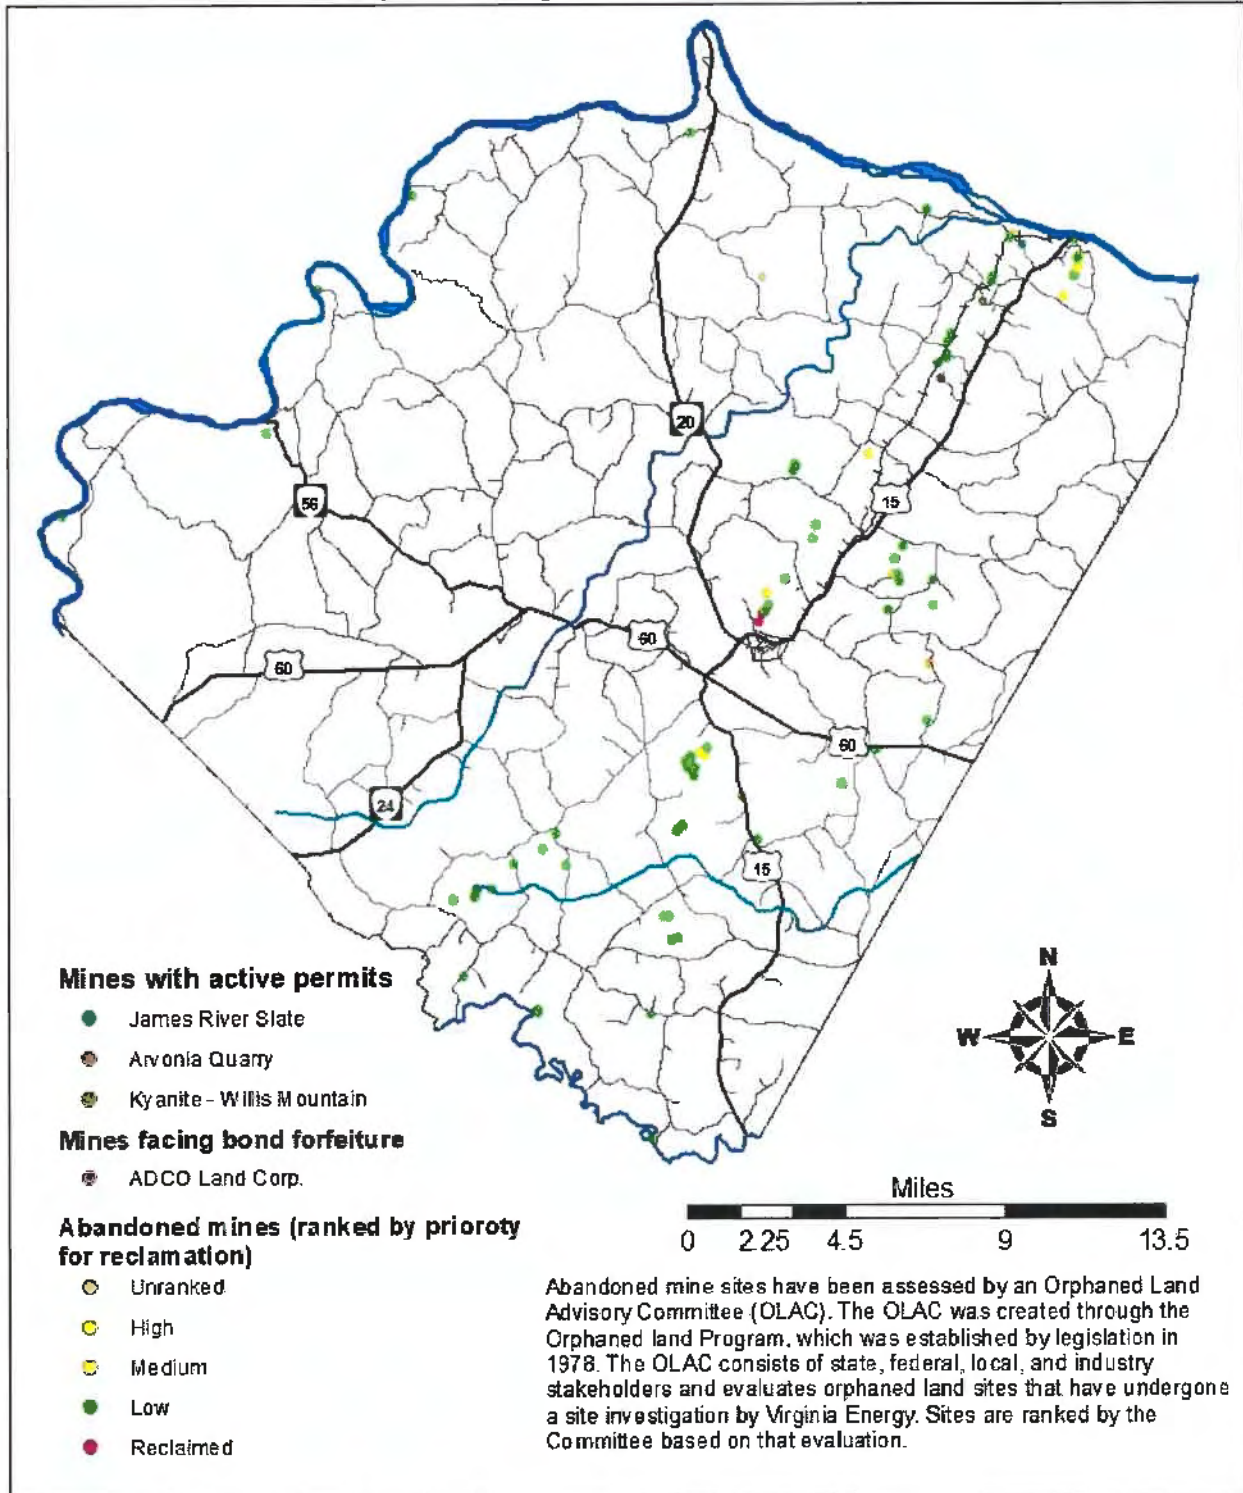 20
56
15
60
60
60
24
15
Mines with active permits
James River Slate
Arvonia Quarry
Kyanite - Willis Mountain
Mines facing bond forfeiture
ADCO Land Corp.
Abandoned mines (ranked by prioroty
for reclamation)
Unranked
High
Medium
Low
Reclaimed
N
W E
S
Miles
0 2.25 4.5 9 13.5
Abandoned mine sites have been assessed by an Orphaned Land
Advisory Committee (OLAC). The OLAC was created through the
Orphaned land Program, which was established by legislation in
1978. The OLAC consists of state, federal, local, and industry
stakeholders and evaluates orphaned land sites that have undergone
a site investigation by Virginia Energy. Sites are ranked by the
Committee based on that evaluation.